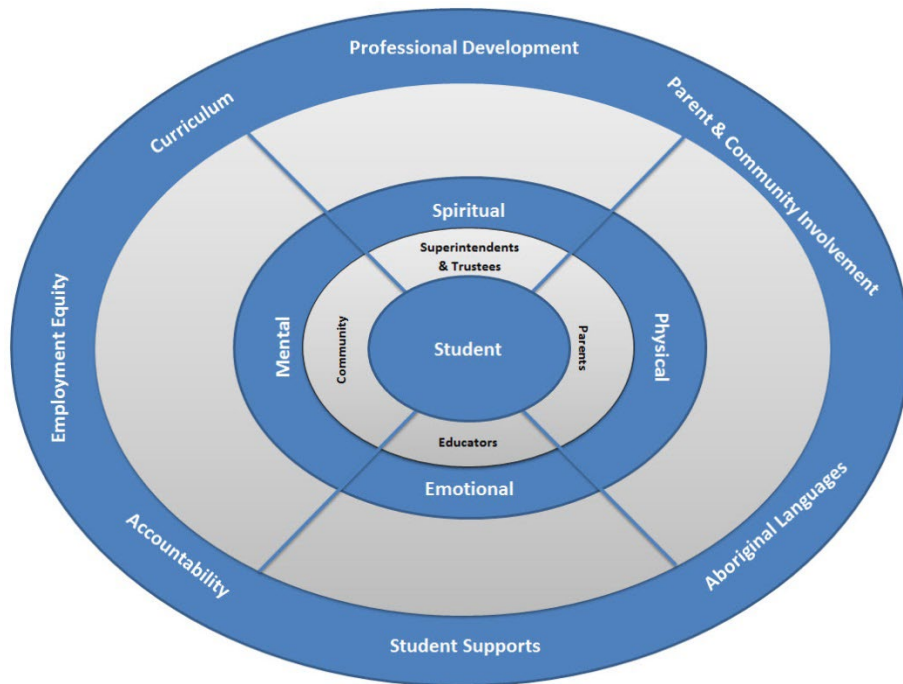 Professional Development
Curriculum
Parent & Community Involvement
Spiritual
Superintendents
& Trustees
Employment Equity
Mental
Community
Student
Parents
Physical
Educators
Emotional
Accountability
Aboriginal Languages
Student Supports